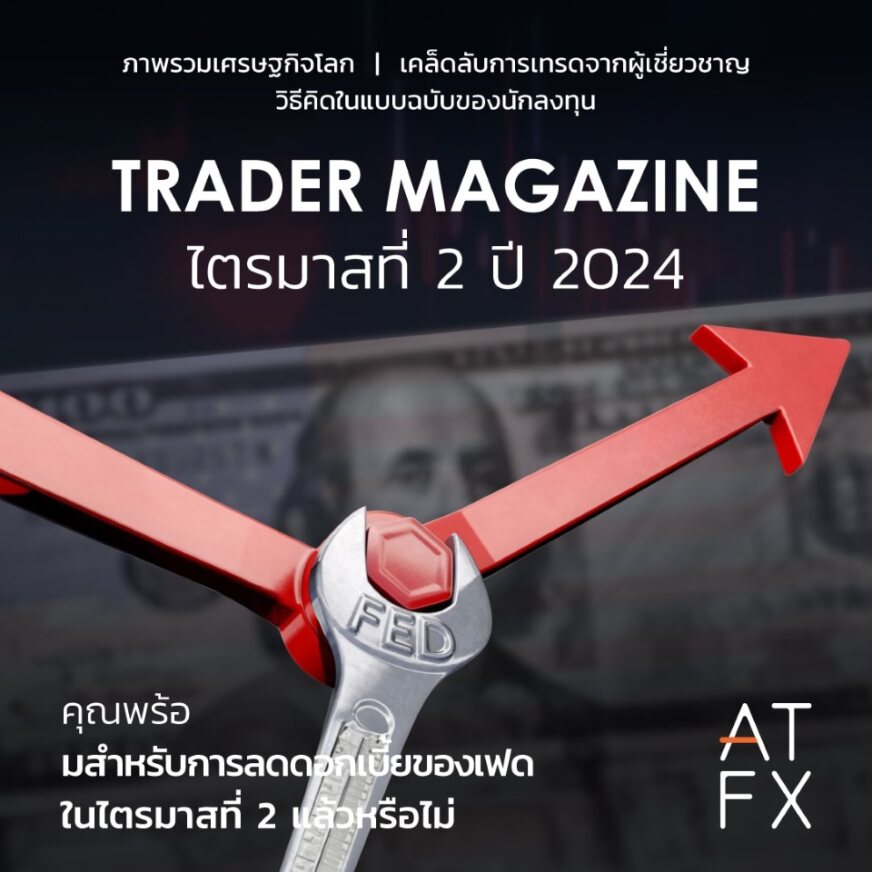 ภาพรวมเศรษฐกิจโลก | เคล็ดลับการเทรดจากผู้เชี่ยวชาญ
วิธีคิดในแบบฉบับของนักลงทุน
TRADER MAGAZINE
ไตรมาสที่ 2 ปี 2024
FED
คุณพร้อ
มสำหรับการลดดอกเบี้ยของเฟด
ในไตรมาสที่ 2 แล้วหรือไม่
AT
FX